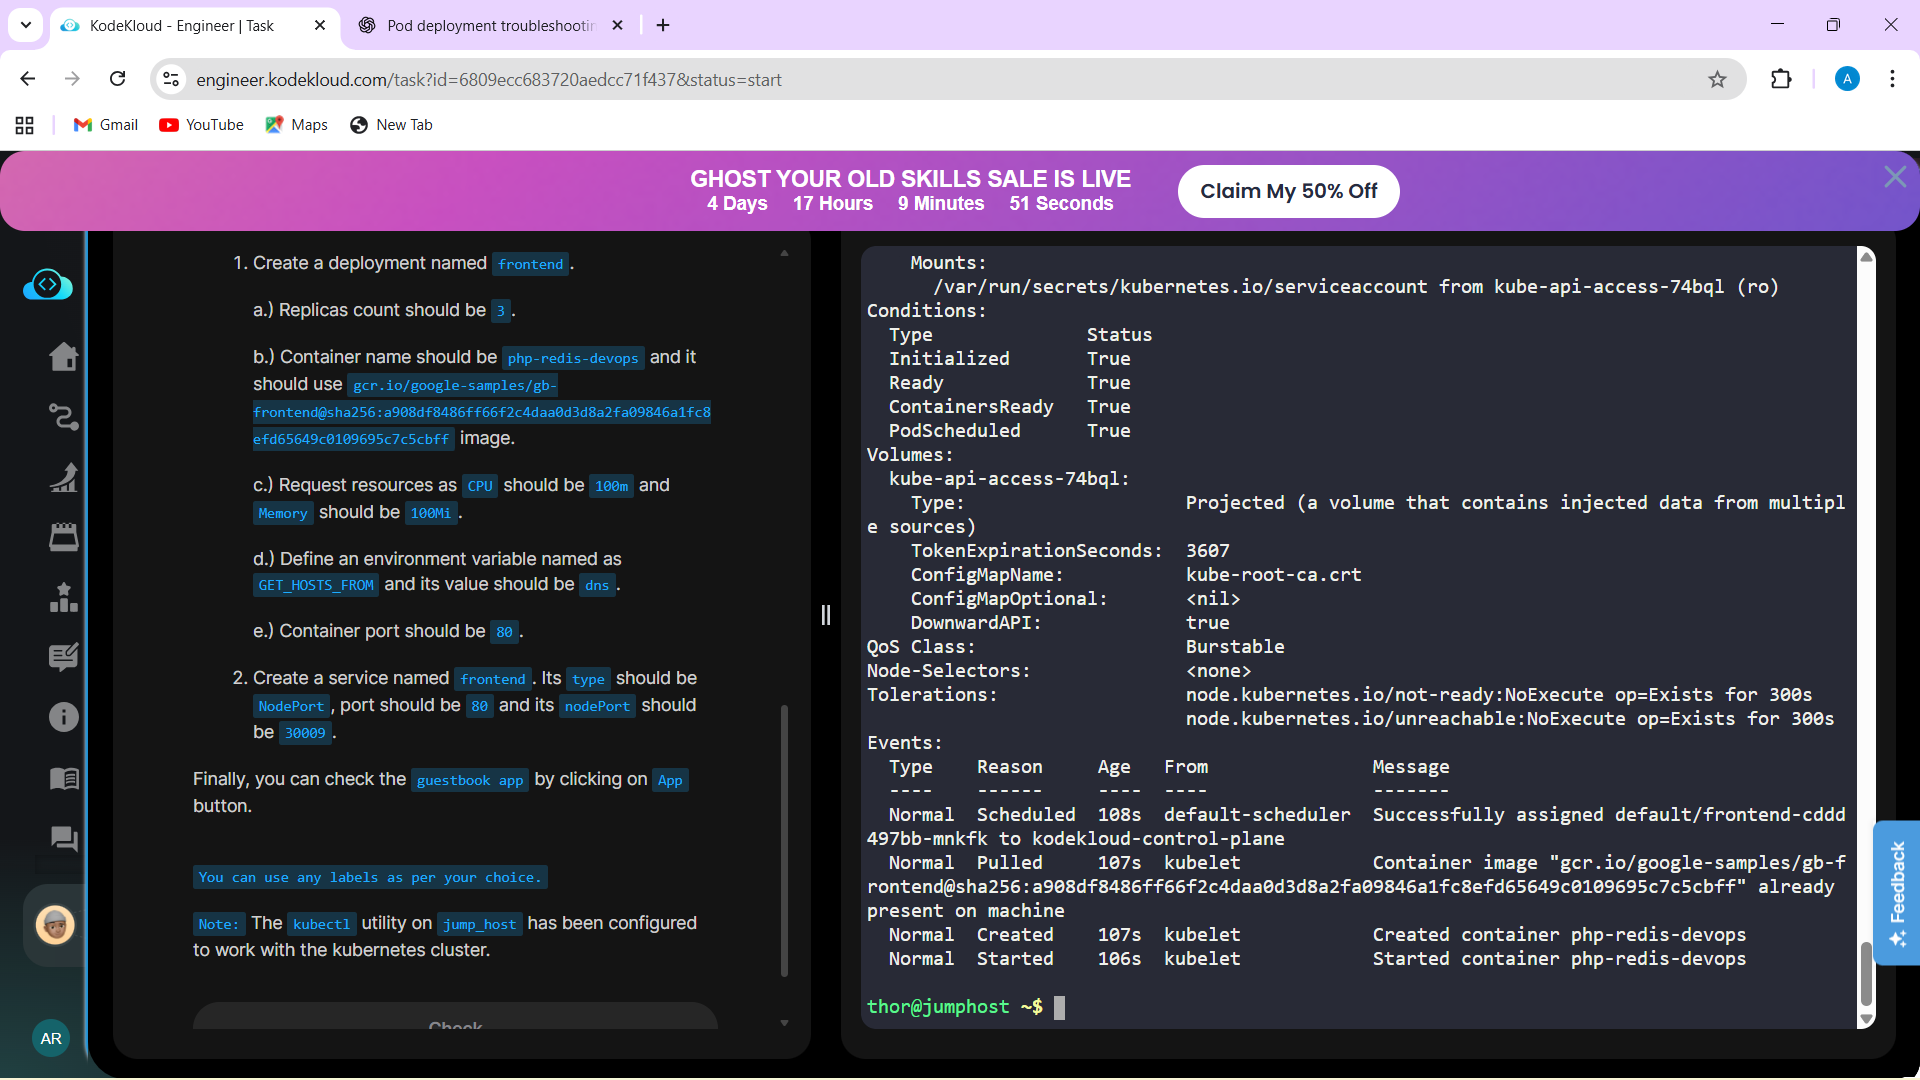 KodeKloud - Engineer | Task
Pod deployment troubleshootin
engineer.kodekloud.com/task?id=6809ecc683720aedcc71f437&status=start
A
Gmail
YouTube
Maps
New Tab
GHOST YOUR OLD SKILLS SALE IS LIVE
4 Days 17 Hours 9 Minutes 51 Seconds
Claim My 50% Off
1. Create a deployment named frontend .
a.) Replicas count should be 3 .
b.) Container name should be php-redis-devops and it
should use gcr.io/google-samples/gb-
frontend@sha256:a908df8486ff66f2c4daa0d3d8a2fa09846a1fc8
efd65649c0109695c7c5cbff image.
c.) Request resources as CPU should be 100m and
Memory should be 100Mi .
d.) Define an environment variable named as
GET_HOSTS_FROM and its value should be dns .
e.) Container port should be 80 .
2. Create a service named frontend . Its type should be
NodePort , port should be 80 and its nodePort should
be 30009 .
Finally, you can check the guestbook app by clicking on App
button.
You can use any labels as per your choice.
Note: The kubectl utility on jump_host has been configured
to work with the kubernetes cluster.
Check
AR
Mounts:
/var/run/secrets/kubernetes.io/serviceaccount from kube-api-access-74bql (ro)
Conditions:
Type Status
Initialized True
Ready True
ContainersReady True
PodScheduled True
Volumes:
kube-api-access-74bql:
Type: Projected (a volume that contains injected data from multipl
e sources)
TokenExpirationSeconds: 3607
ConfigMapName: kube-root-ca.crt
ConfigMapOptional: <nil>
DownwardAPI: true
QoS Class: Burstable
Node-Selectors: <none>
Tolerations: node.kubernetes.io/not-ready:NoExecute op=Exists for 300s
node.kubernetes.io/unreachable:NoExecute op=Exists for 300s
Events:
Type Reason Age From Message
---- ------ ---- ---- -------
Normal Scheduled 108s default-scheduler Successfully assigned default/frontend-cddd
497bb-mnkfk to kodekloud-control-plane
Normal Pulled 107s kubelet Container image "gcr.io/google-samples/gb-f
rontend@sha256:a908df8486ff66f2c4daa0d3d8a2fa09846a1fc8efd65649c0109695c7c5cbff" already
present on machine
Normal Created 107s kubelet Created container php-redis-devops
Normal Started 106s kubelet Started container php-redis-devops
thor@jumphost ~$
Feedback